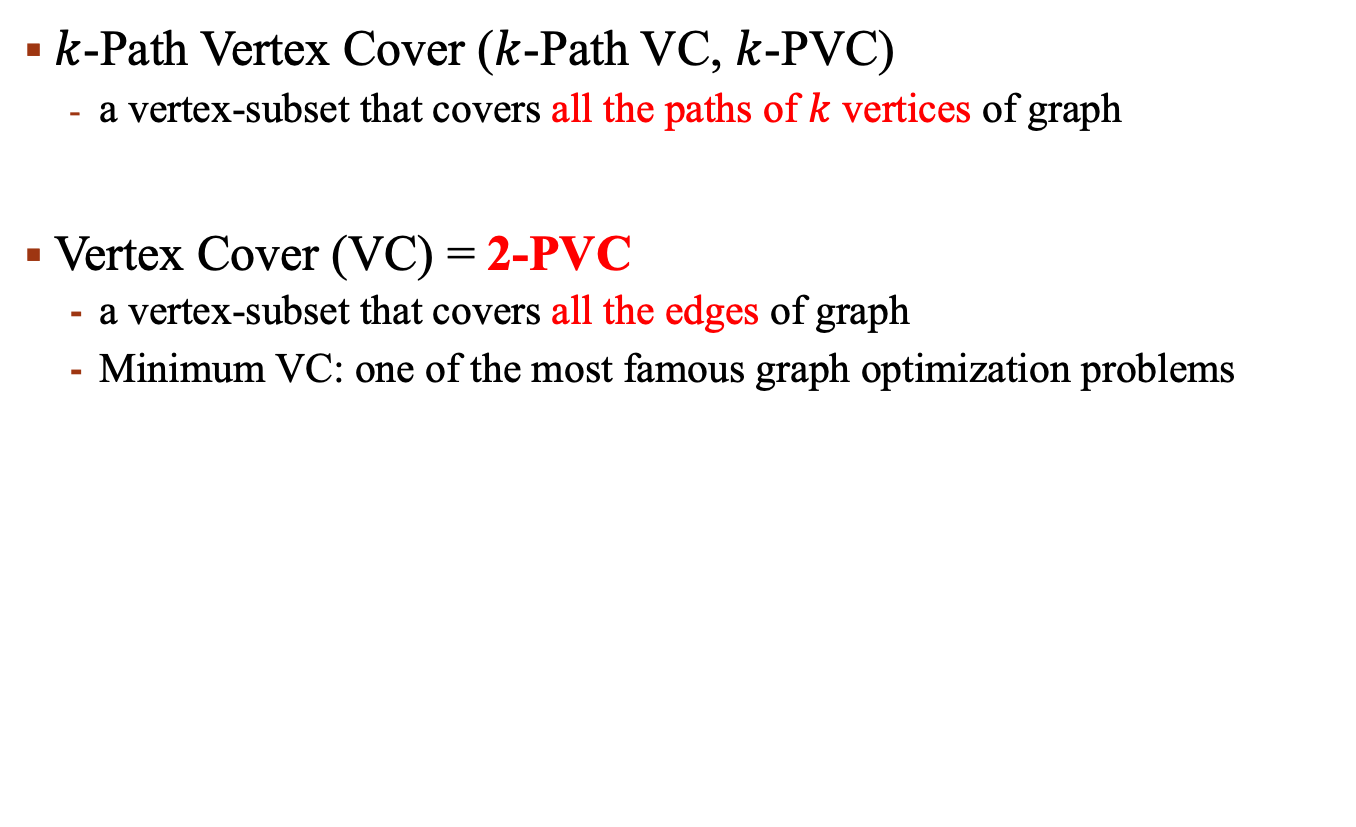 ▪ k-Path Vertex Cover (k-Path VC, k-PVC)
- a vertex-subset that covers all the paths of k vertices of graph
▪ Vertex Cover (VC) = 2-PVC
- a vertex-subset that covers all the edges of graph
- Minimum VC: one of the most famous graph optimization problems